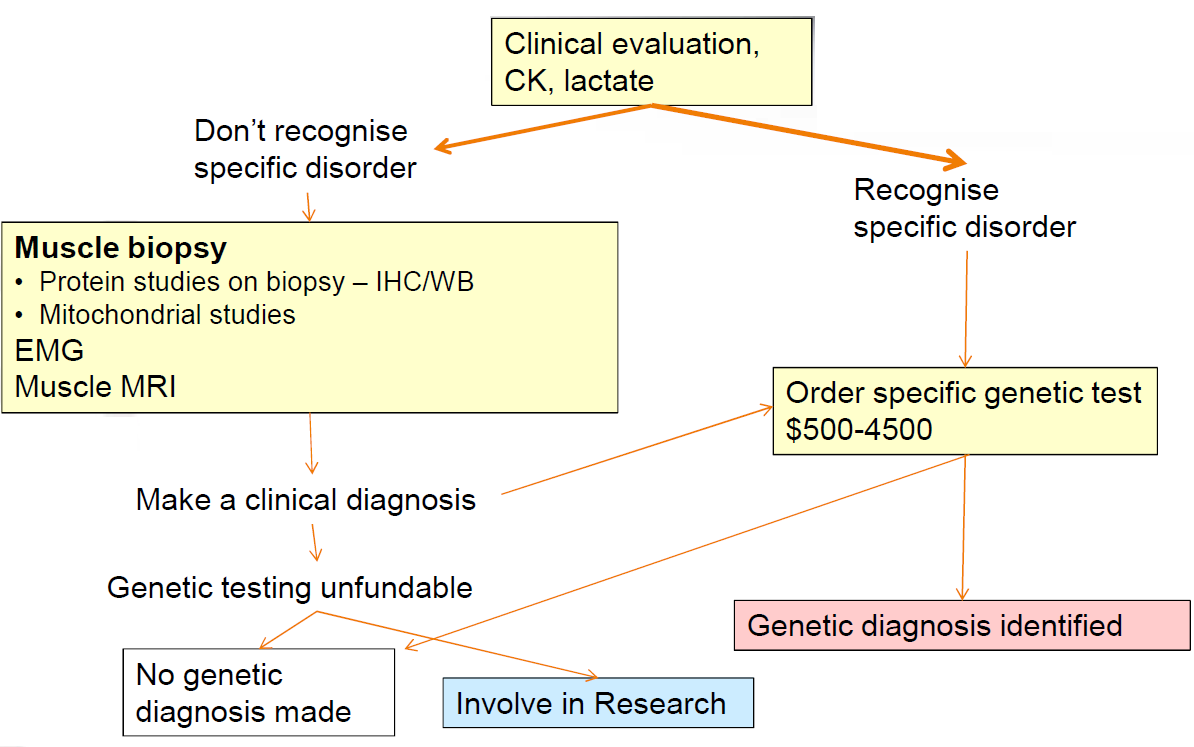 Clinical evaluation,
CK, lactate
Don’t recognise
specific disorder
Recognise
specific disorder
Muscle biopsy
• Protein studies on biopsy – IHC/WB
• Mitochondrial studies
EMG
Muscle MRI
Order specific genetic test
$500-4500
Make a clinical diagnosis
Genetic testing unfundable
Genetic diagnosis identified
No genetic
diagnosis made
Involve in Research